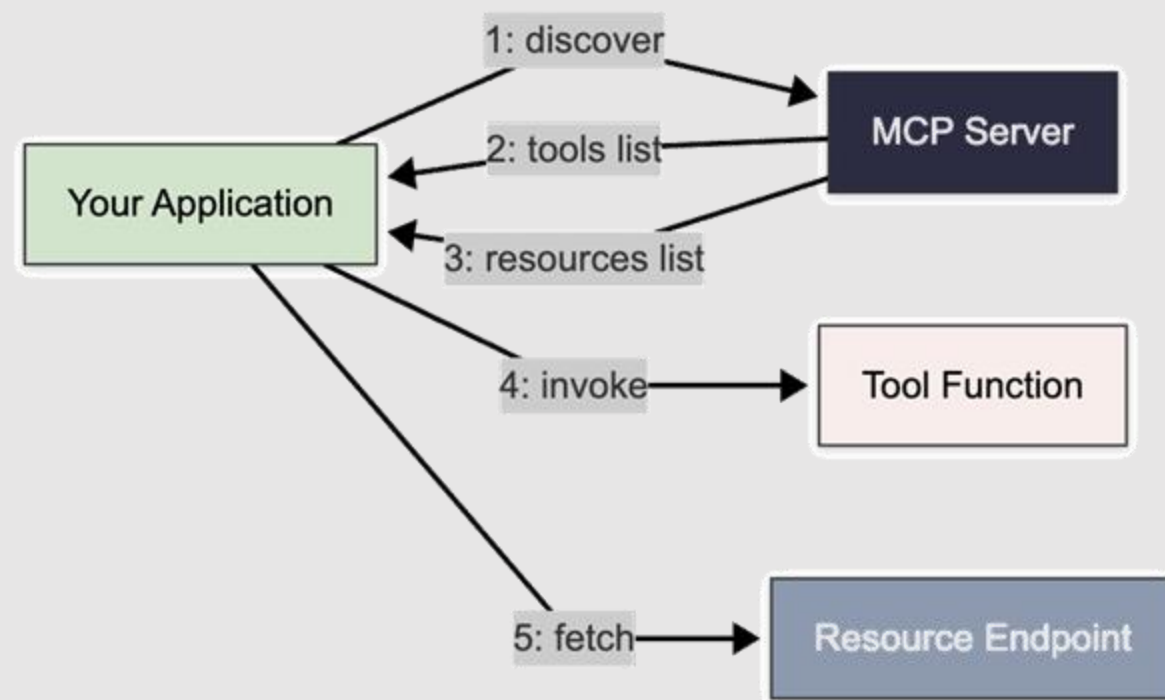 1: discover
MCP Server
2: tools list
Your Application
3: resources list
4: invoke
Tool Function
5: fetch
Resource Endpoint